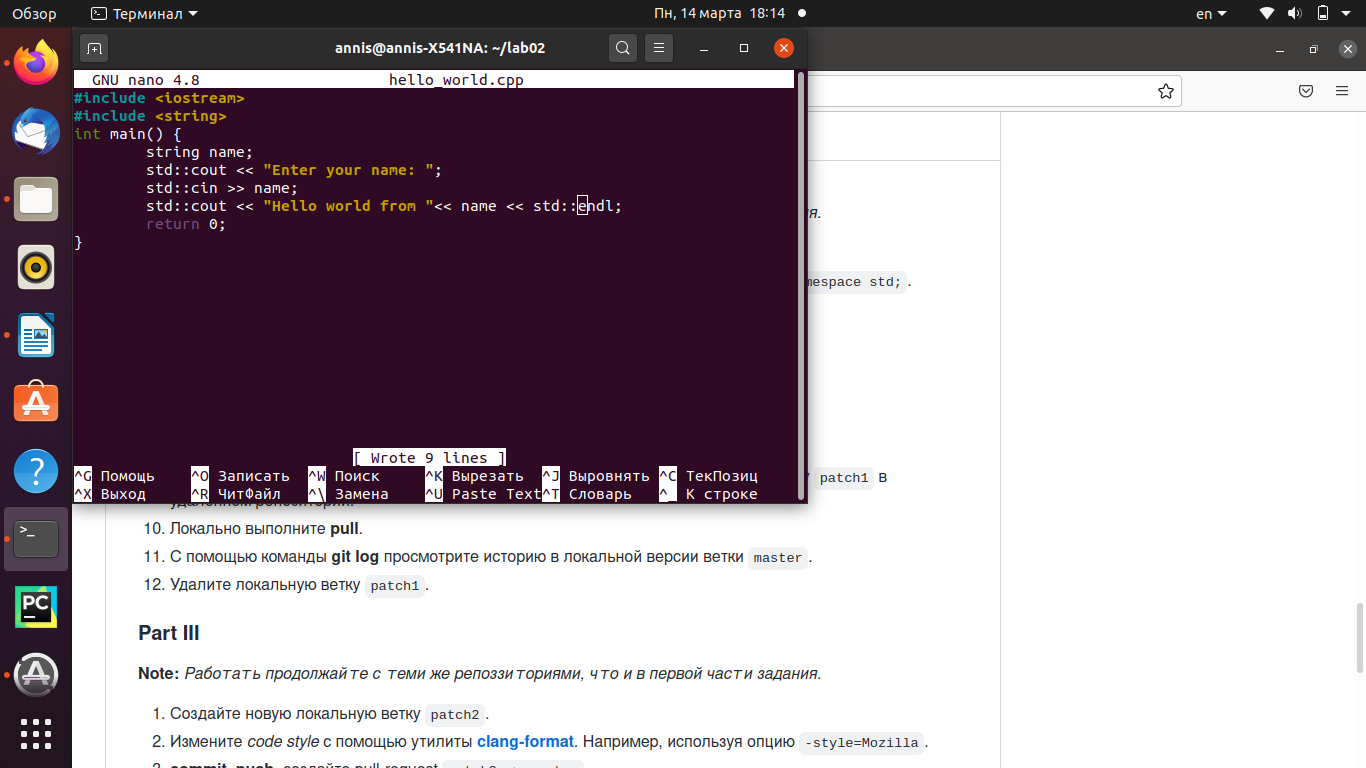 Обзор Терминал Пн, 14 марта 18:14 en
annis@annis-X541NA: ~/lab02
GNU nano 4.8 hello_world.cpp
#include <iostream>
#include <string>
int main() {
string name;
std::cout << "Enter your name: ";
std::cin >> name;
std::cout << "Hello world from "<< name << std::endl;
return 0;
}
[ Wrote 9 lines ]
^G Помощь ^O Записать ^W Поиск ^K Вырезать ^J Выровнять ^C ТекПозиц
^X Выход ^R ЧитФайл ^\ Замена ^U Paste Text ^T Словарь ^_ К строке
ия.
mespace std; .
patch1 в
удалённом репозитории.
10. Локально выполните pull.
11. С помощью команды git log просмотрите историю в локальной версии ветки master .
12. Удалите локальную ветку patch1 .
Part III
Note: Работать продолжайте с теми же репоззиториями, что и в первой части задания.
1. Создайте новую локальную ветку patch2 .
2. Измените code style с помощью утилиты clang-format. Например, используя опцию -style=Mozilla .
3. commit, push, создайте pull-request
PC
>_